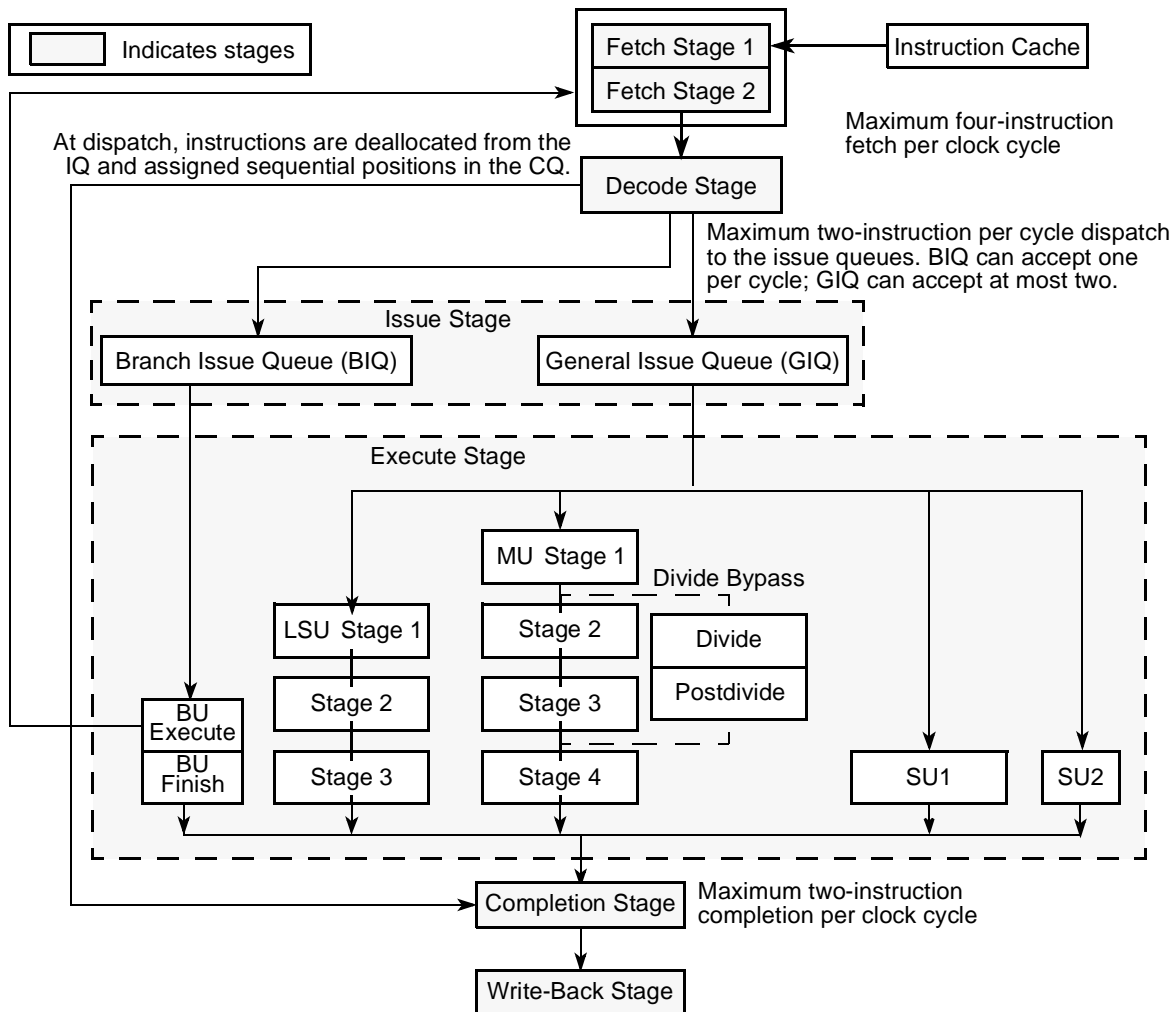 Indicates stages
Fetch Stage 1
Instruction Cache
Fetch Stage 2
Maximum four-instruction
fetch per clock cycle
At dispatch, instructions are deallocated from the
IQ and assigned sequential positions in the CQ.
Decode Stage
Maximum two-instruction per cycle dispatch
to the issue queues. BIQ can accept one
per cycle; GIQ can accept at most two.
Issue Stage
Branch Issue Queue (BIQ)
General Issue Queue (GIQ)
Execute Stage
MU Stage 1
Divide Bypass
LSU Stage 1
Stage 2
Divide
Stage 2
Stage 3
Postdivide
BU
Execute
BU
Finish
Stage 3
Stage 4
SU1
SU2
Completion Stage
Maximum two-instruction
completion per clock cycle
Write-Back Stage